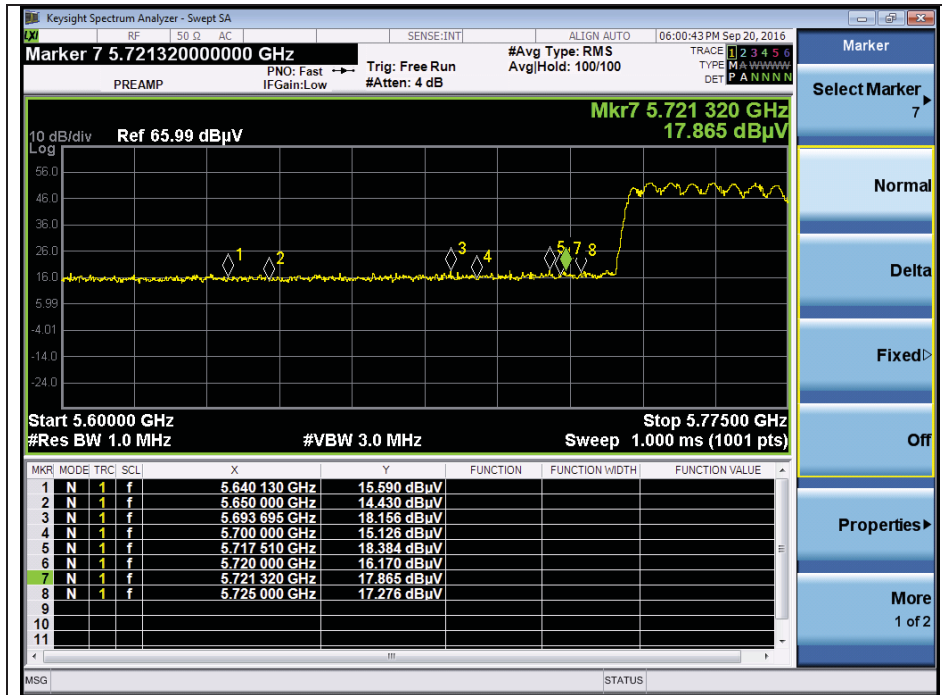 Keysight Spectrum Analyzer - Swept SA
LXI RF 50 Ω AC SENSE:INT ALIGN AUTO 06:00:43 PM Sep 20, 2016
Marker 7 5.721320000000 GHz
PREAMP
PNO: Fast
IFGain:Low
Trig: Free Run
#Atten: 4 dB
#Avg Type: RMS
Avg|Hold: 100/100
TRACE 1 2 3 4 5 6
TYPE M A W W W W
DET P A N N N N
Mkr7 5.721 320 GHz
17.865 dBµV
10 dB/div Ref 65.99 dBµV
Log
56.0
46.0
36.0
26.0
16.0
5.99
-4.01
-14.0
-24.0
1 2 3 4 5 7 8
Start 5.60000 GHz Stop 5.77500 GHz
#Res BW 1.0 MHz #VBW 3.0 MHz Sweep 1.000 ms (1001 pts)
MKR MODE TRC SCL X Y FUNCTION FUNCTION WIDTH FUNCTION VALUE
1 N 1 f 5.640 130 GHz 15.590 dBµV
2 N 1 f 5.650 000 GHz 14.430 dBµV
3 N 1 f 5.693 695 GHz 18.156 dBµV
4 N 1 f 5.700 000 GHz 15.126 dBµV
5 N 1 f 5.717 510 GHz 18.384 dBµV
6 N 1 f 5.720 000 GHz 16.170 dBµV
7 N 1 f 5.721 320 GHz 17.865 dBµV
8 N 1 f 5.725 000 GHz 17.276 dBµV
9
10
11
MSG STATUS
Marker
Select Marker
7
Normal
Delta
Fixed
Off
Properties
More
1 of 2